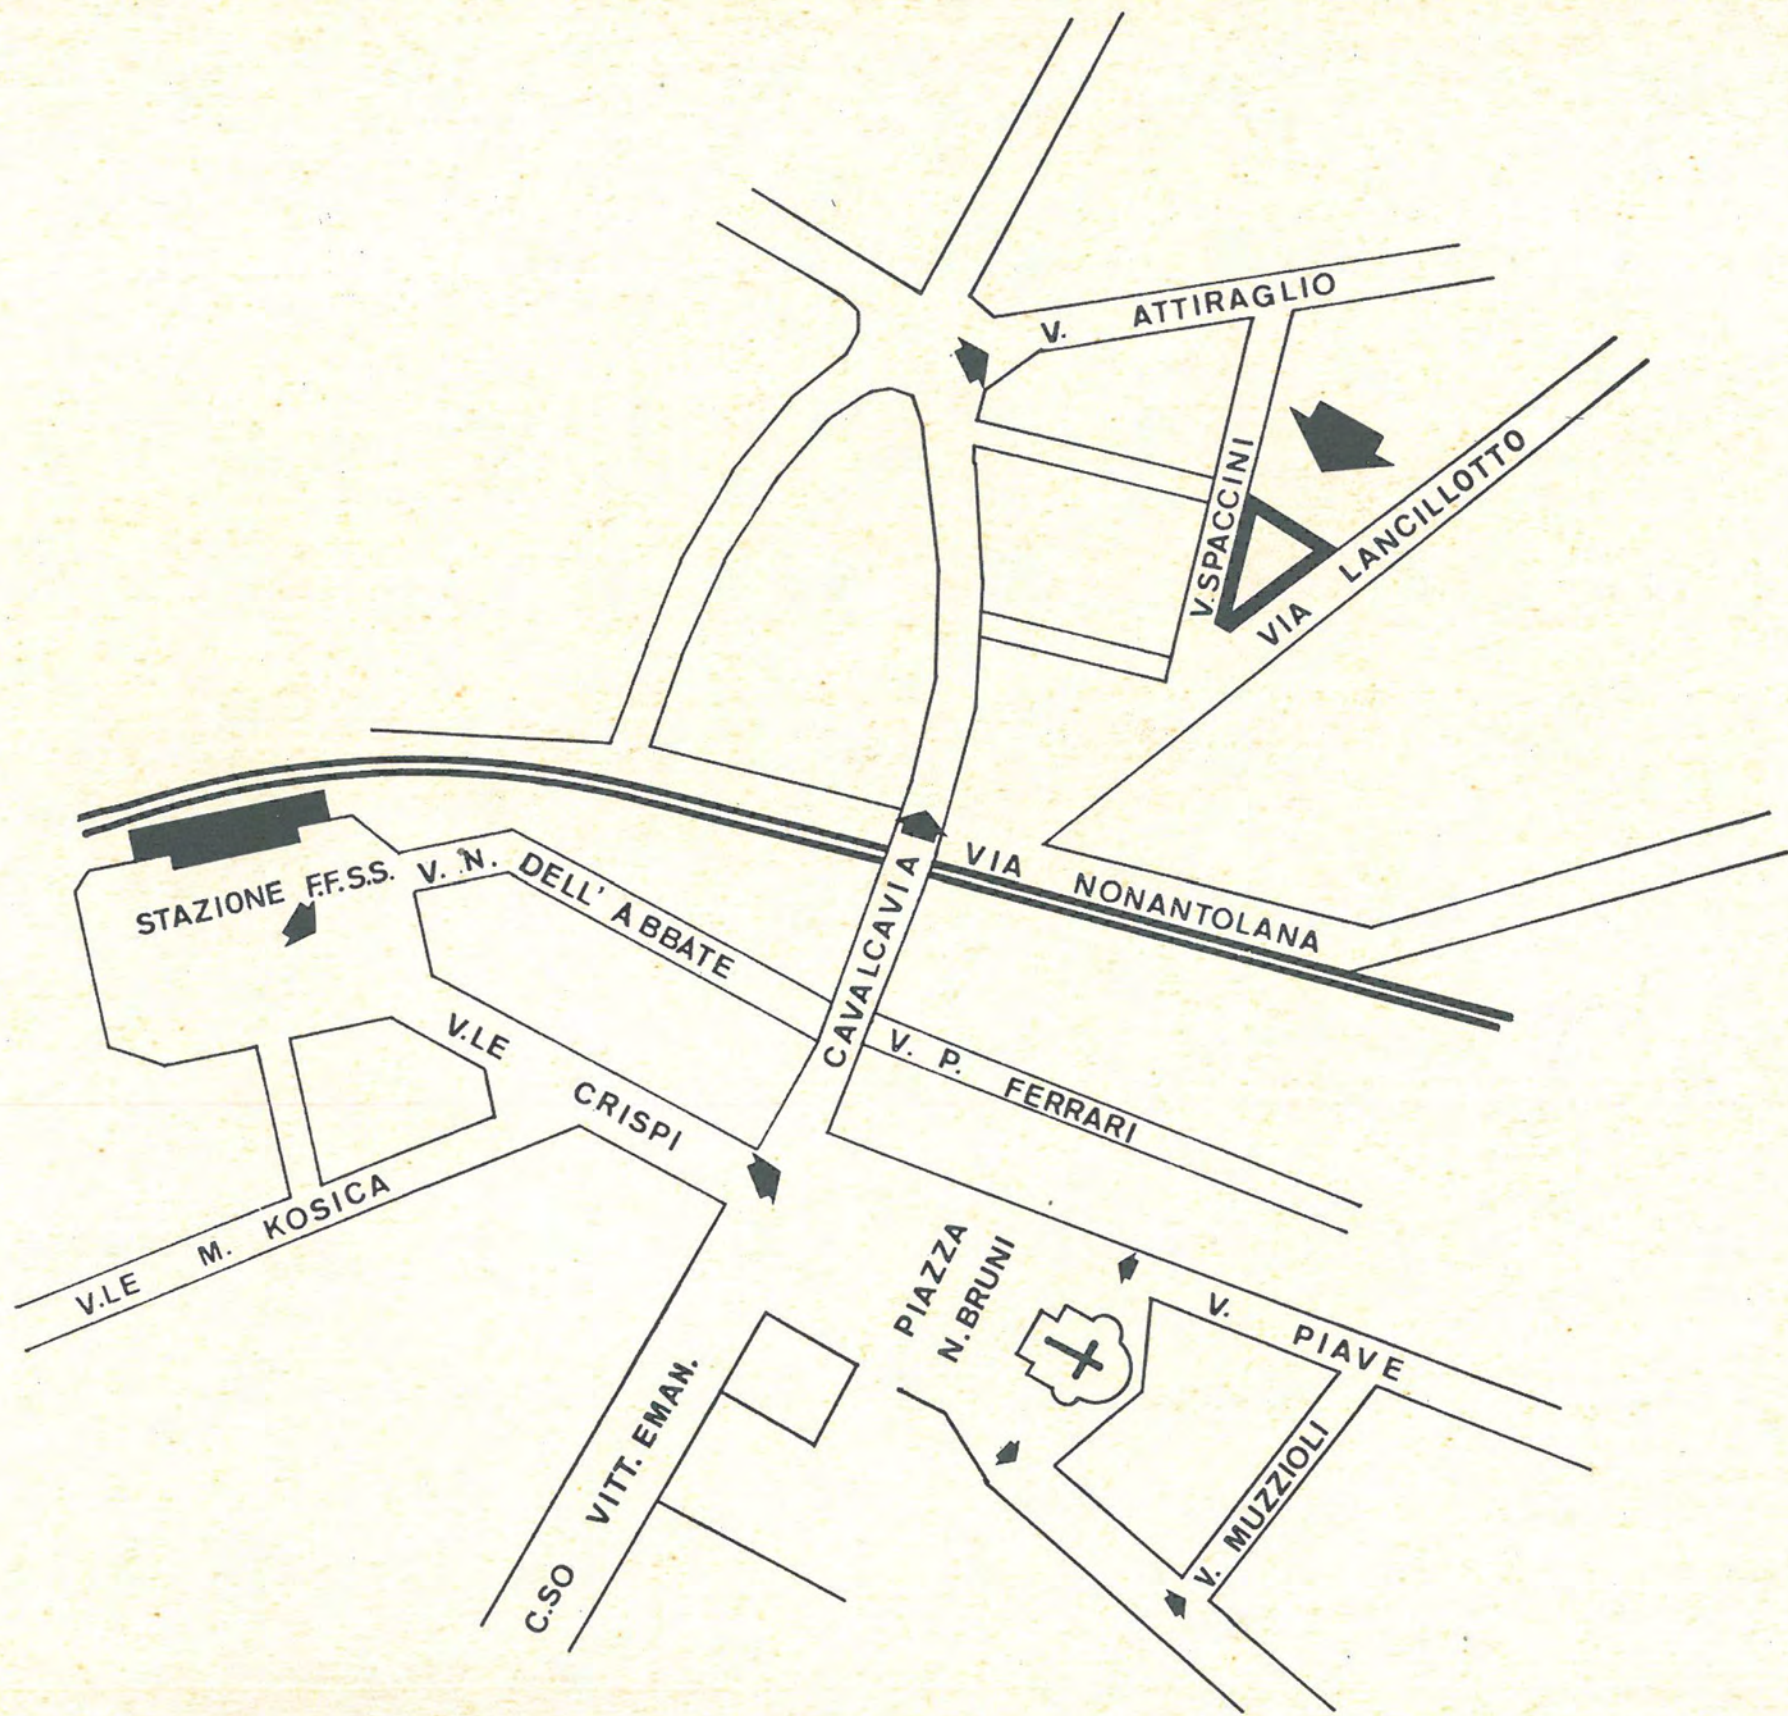 V. ATTIRAGLIO
V. SPACCINI
VIA LANCILLOTTO
VIA NONANTOLANA
CAVALCAVIA
STAZIONE F.F.S.S.
V. N. DELL' ABBATE
V. P. FERRARI
V.LE CRISPI
V.LE M. KOSICA
PIAZZA
N. BRUNI
V. PIAVE
C.SO VITT. EMAN.
V. MUZZIOLI